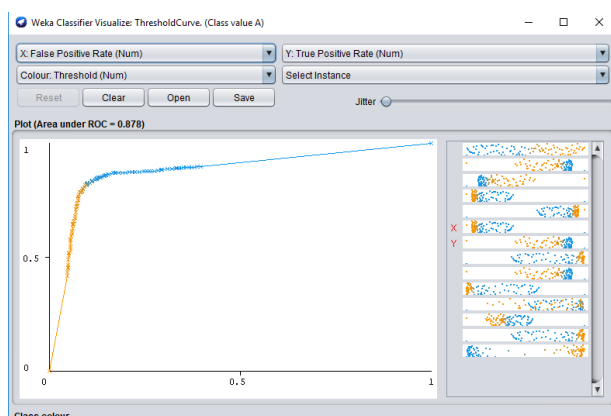 Weka Classifier Visualize: ThresholdCurve. (Class value A)
X: False Positive Rate (Num)
Y: True Positive Rate (Num)
Colour: Threshold (Num)
Select Instance
Reset
Clear
Open
Save
Jitter
Plot (Area under ROC = 0.878)
1
0.5
0
0
0.5
1
X
Y
Class colour